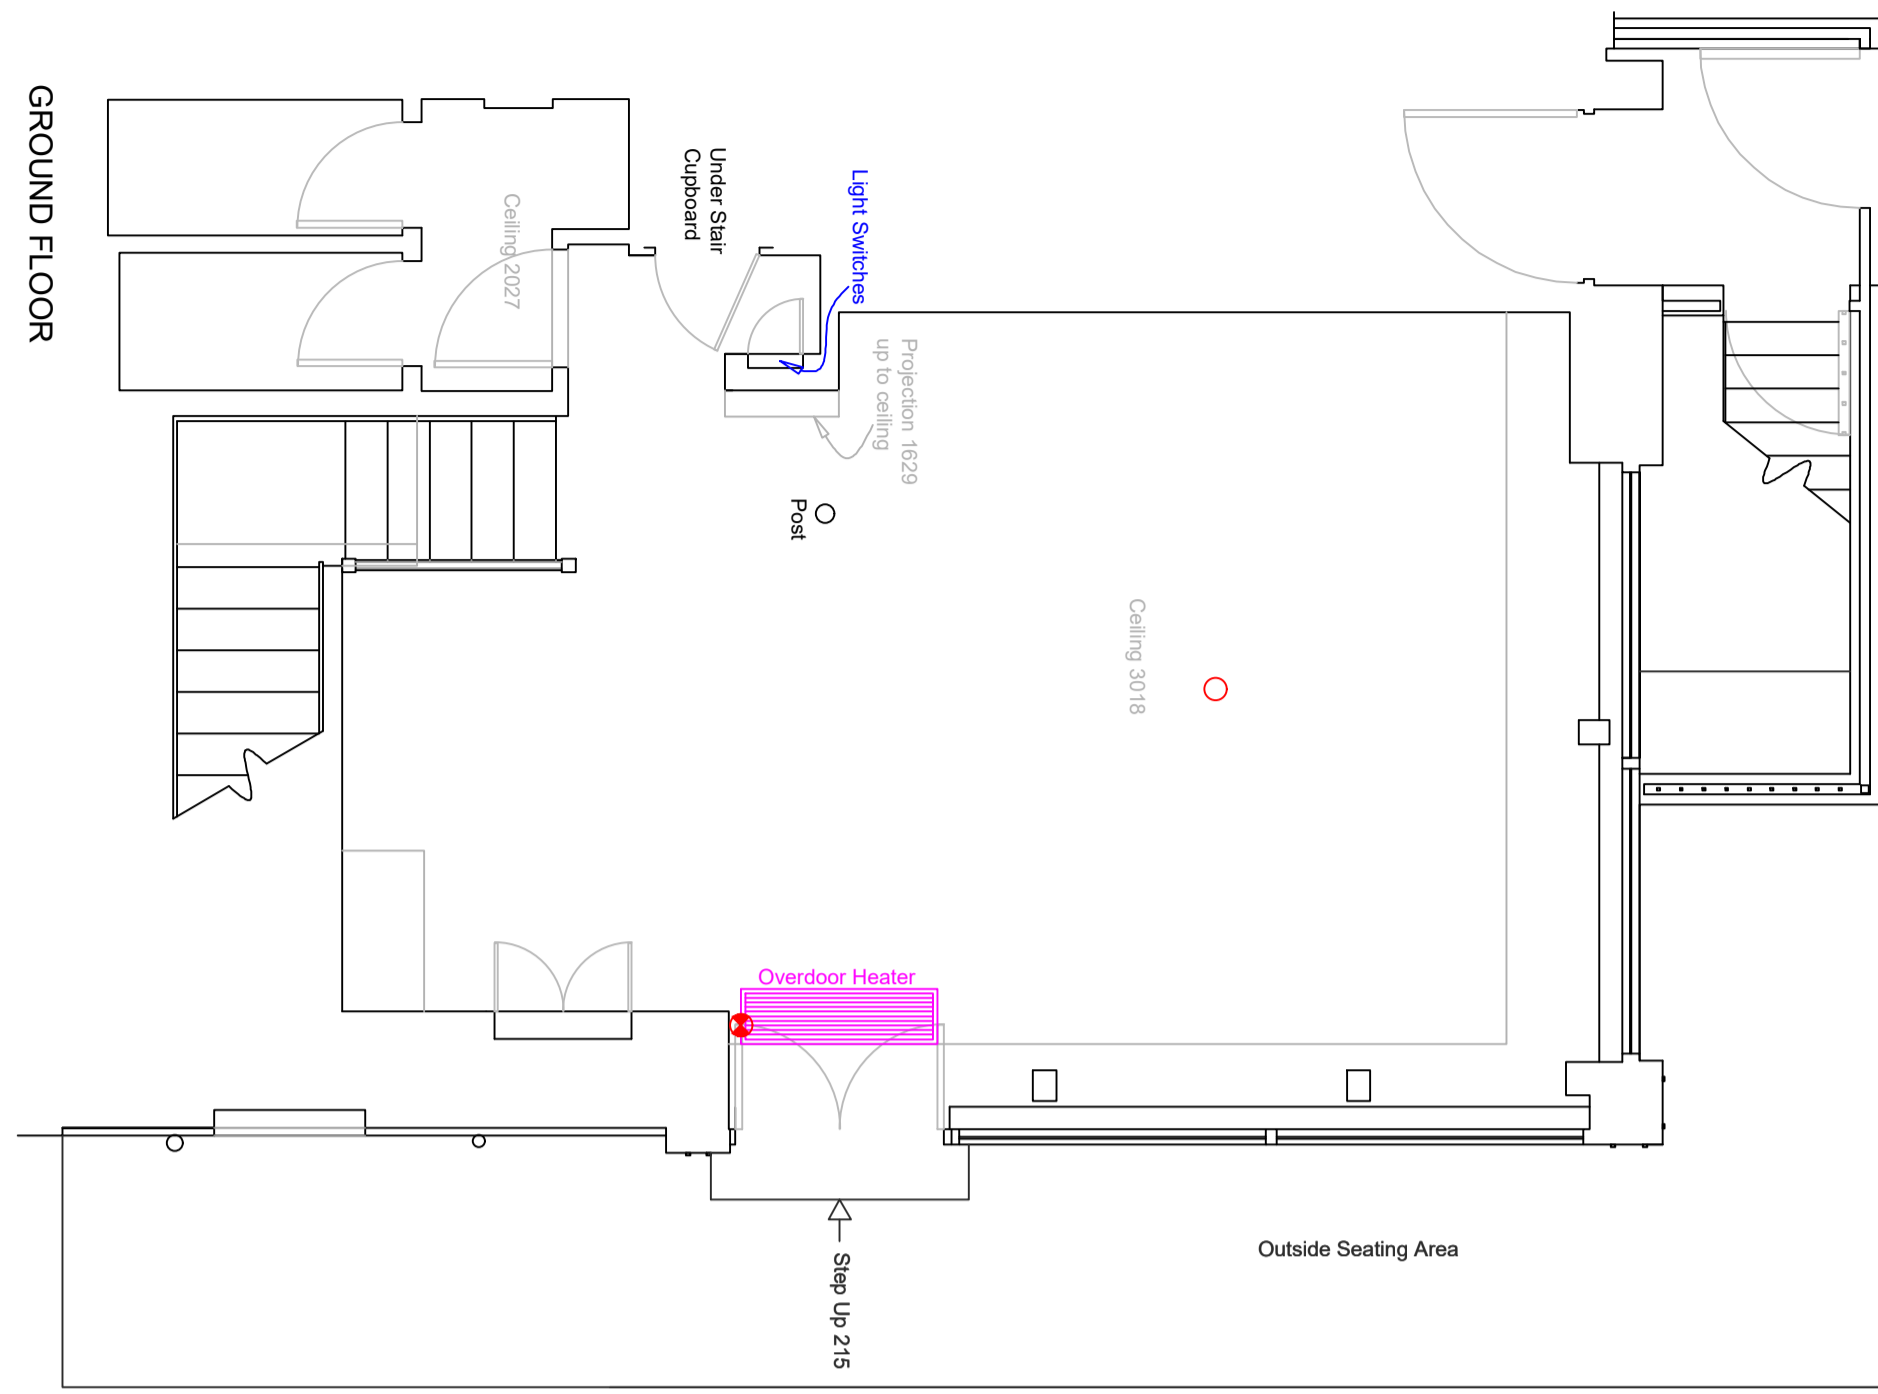 GROUND FLOOR
Ceiling 2027
Under Stair
Cupboard
Light Switches
Projection 1629
up to ceiling
Post
Ceiling 3018
Overdoor Heater
Outside Seating Area
Step Up 215